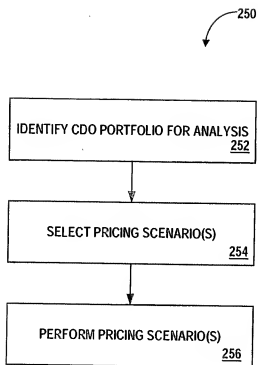 250
IDENTIFY CDO PORTFOLIO FOR ANALYSIS
252
SELECT PRICING SCENARIO(S)
254
PERFORM PRICING SCENARIO(S)
256